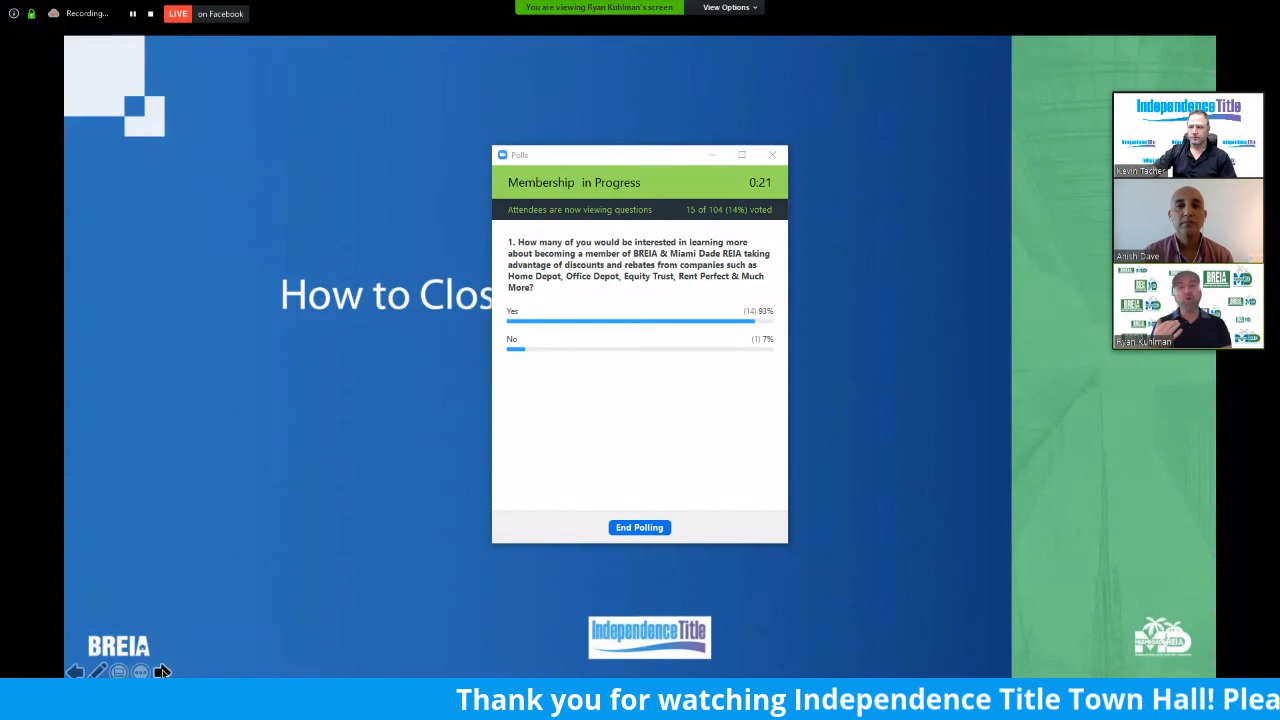 Recording...
LIVE on Facebook
You are viewing Ryan Kuhlman's screen
View Options
Polls
Membership in Progress 0:21
Attendees are now viewing questions 15 of 104 (14%) voted
1. How many of you would be interested in learning more
about becoming a member of BREIA & Miami Dade REIA taking
advantage of discounts and rebates from companies such as
Home Depot, Office Depot, Equity Trust, Rent Perfect & Much
More?
Yes (14) 93%
No (1) 7%
End Polling
How to Clos
IndependenceTitle
Kevin Tacher
Anish Dave
BREIA
Ryan Kuhlman
BREIA
IndependenceTitle
MD
Thank you for watching Independence Title Town Hall! Plea